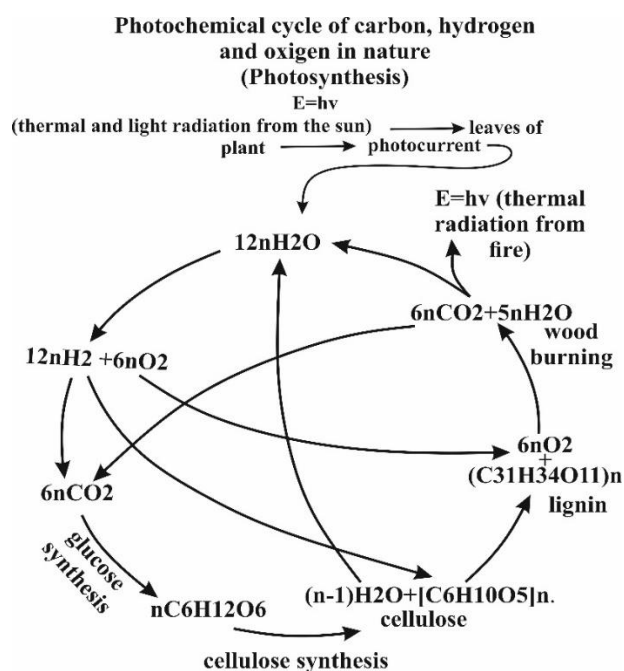 Photochemical cycle of carbon, hydrogen
and oxigen in nature
(Photosynthesis)
E=hv
(thermal and light radiation from the sun) leaves of
plant photocurrent
E=hv (thermal
radiation from
fire)
12nH2O
6nCO2+5nH2O
wood
burning
12nH2 +6nO2
6nO2
+
(C31H34O11)n
lignin
6nCO2
glucose
synthesis
nC6H12O6
(n-1)H2O+[C6H10O5]n.
cellulose
cellulose synthesis